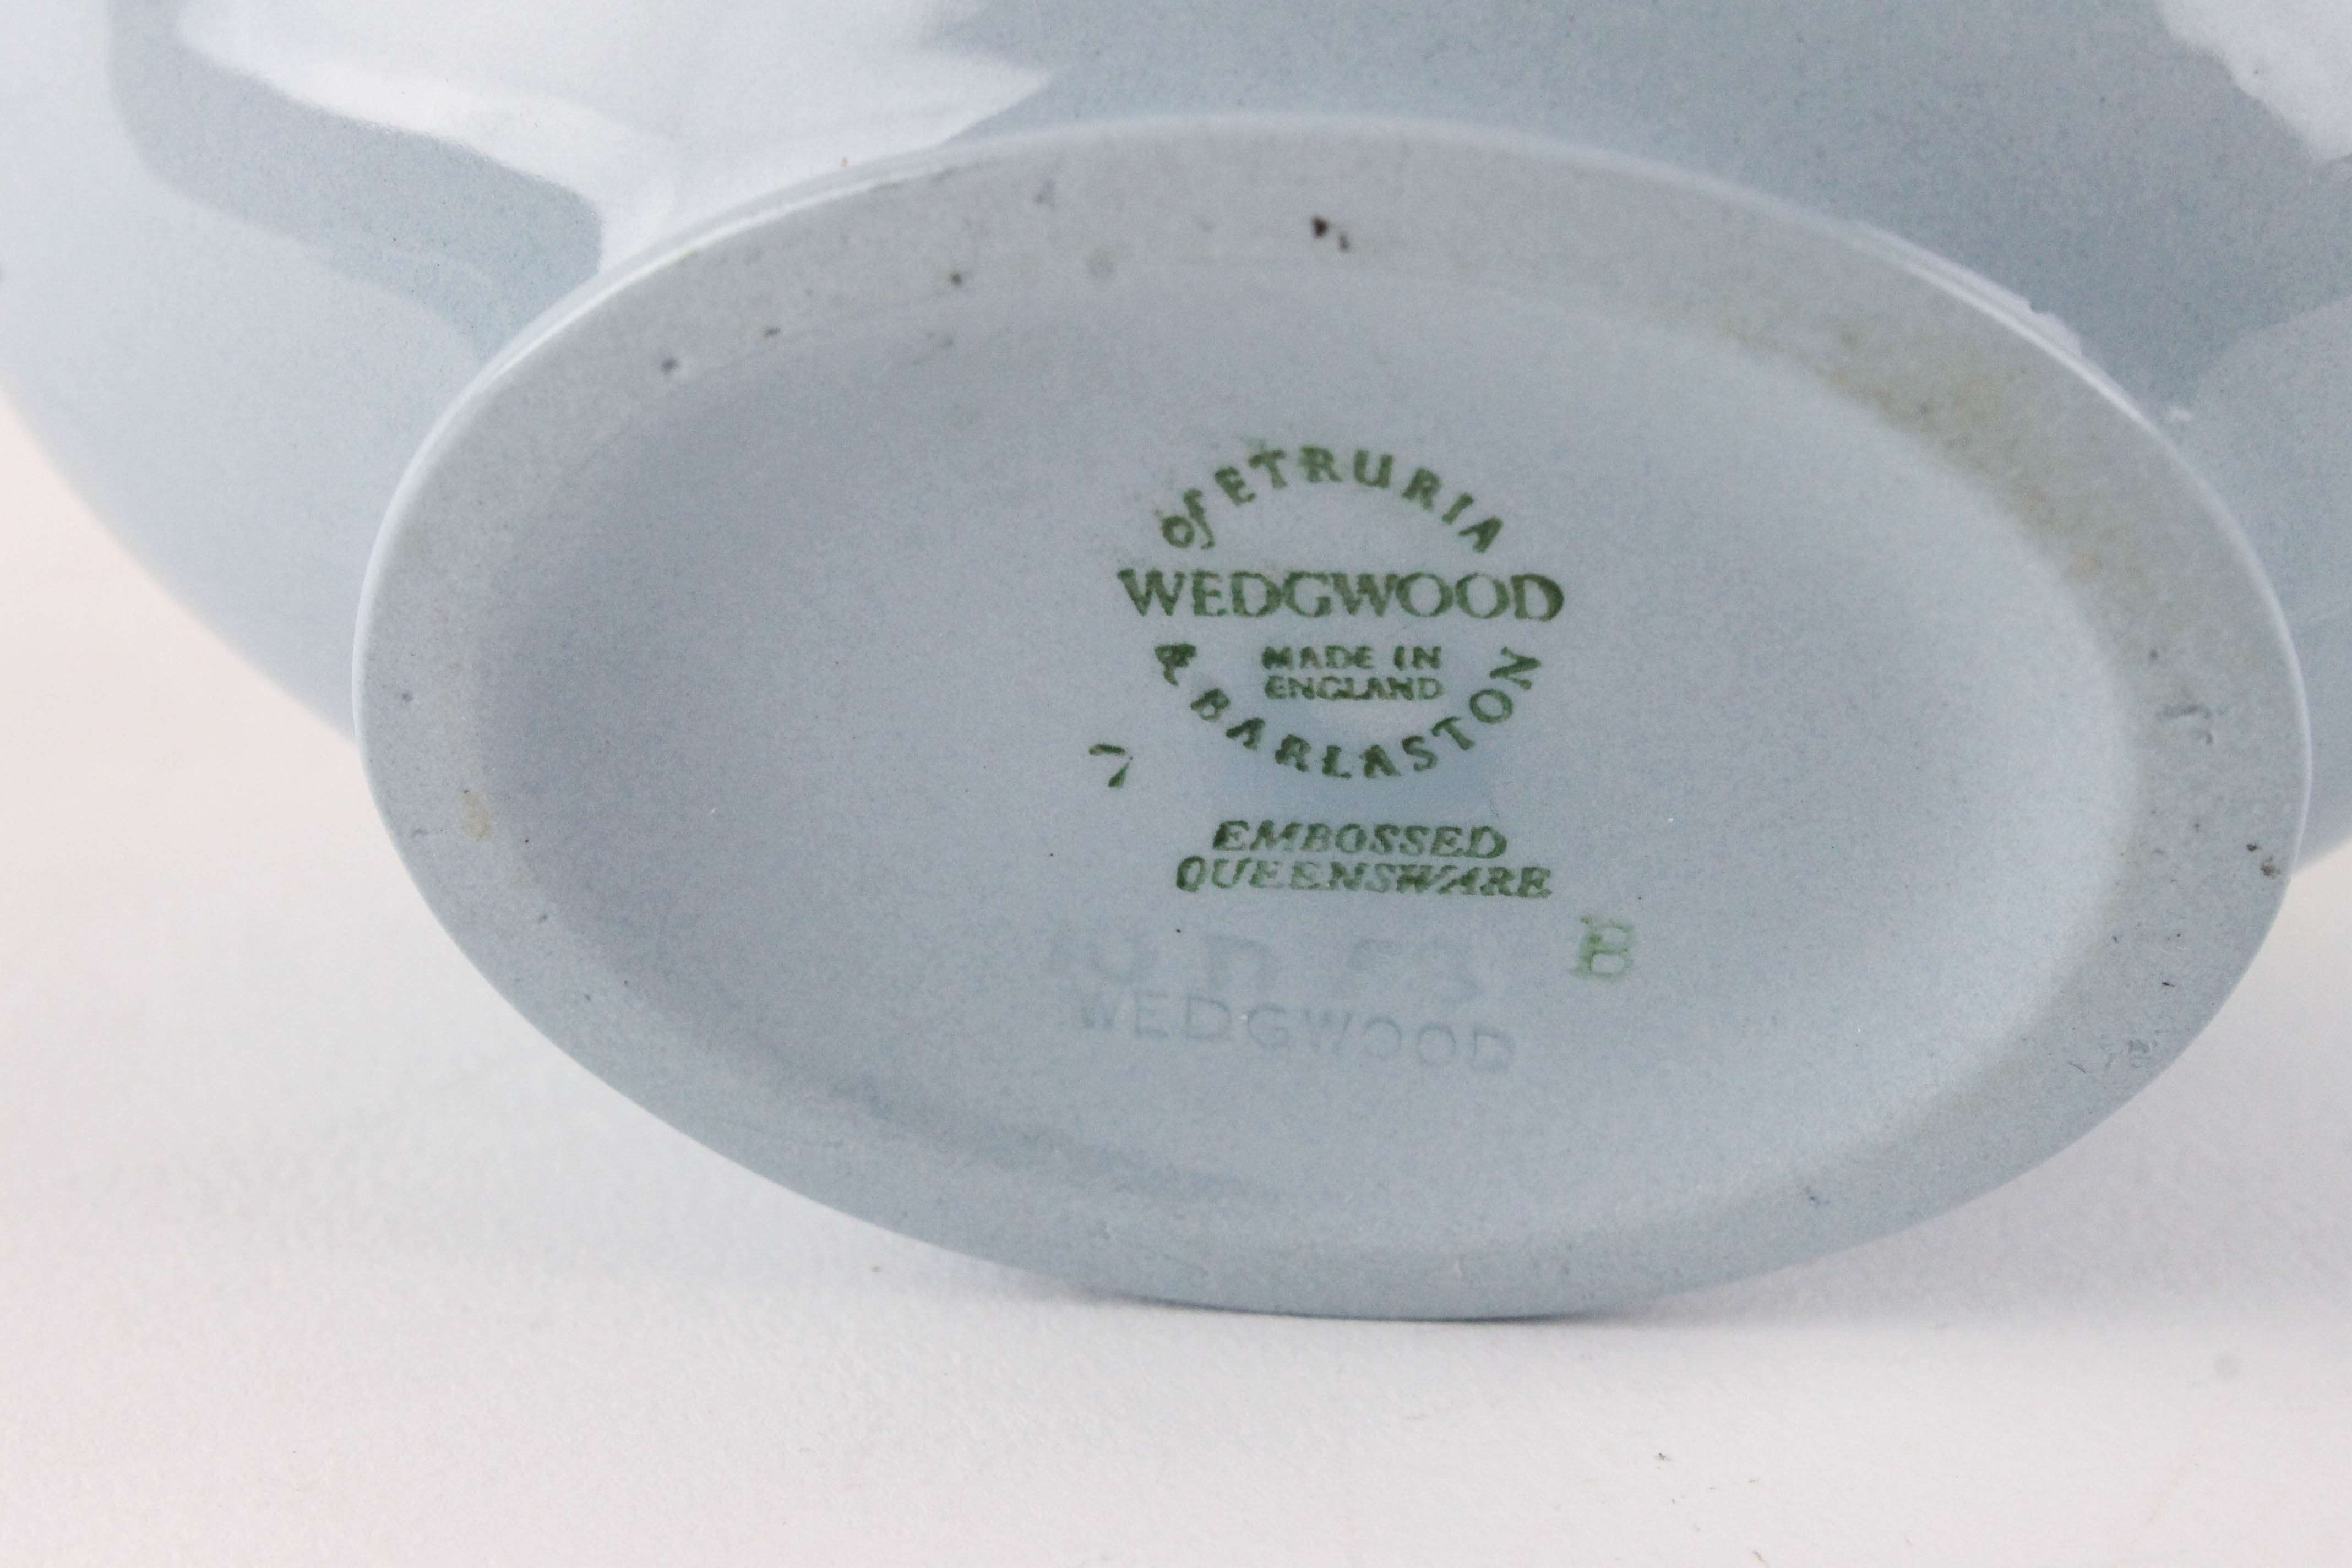 of ETRURIA
WEDGWOOD
MADE IN
ENGLAND
& BARLASTON
7
EMBOSSED
QUEENSWARE
B
WEDGWOOD